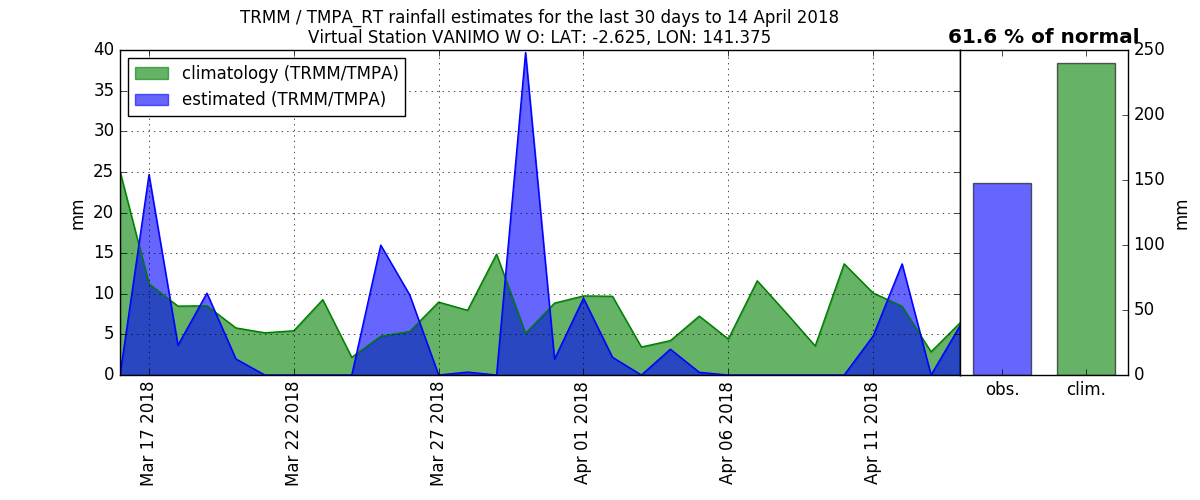 TRMM / TMPA_RT rainfall estimates for the last 30 days to 14 April 2018
Virtual Station VANIMO W O: LAT: -2.625, LON: 141.375
61.6 % of normal
climatology (TRMM/TMPA)
estimated (TRMM/TMPA)
40
35
30
25
20
15
10
5
0
mm
Mar 17 2018
Mar 22 2018
Mar 27 2018
Apr 01 2018
Apr 06 2018
Apr 11 2018
obs.
clim.
250
200
150
100
50
0
mm